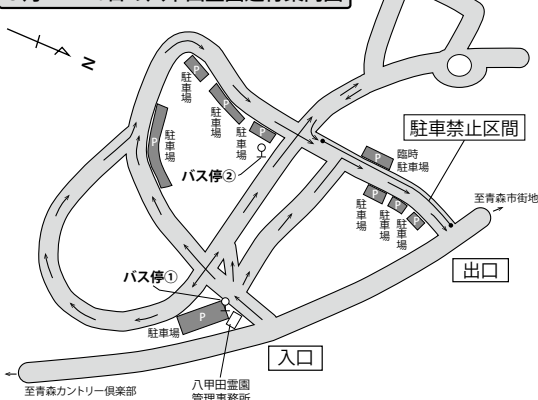 N
P
駐車場
P
駐車場
P
駐車場
P
駐車場
バス停②
駐車禁止区間
P
臨時
駐車場
P
駐車場
P
駐車場
P
駐車場
至青森市街地
出口
バス停①
P
駐車場
入口
至青森カントリー倶楽部
八甲田霊園
管理事務所